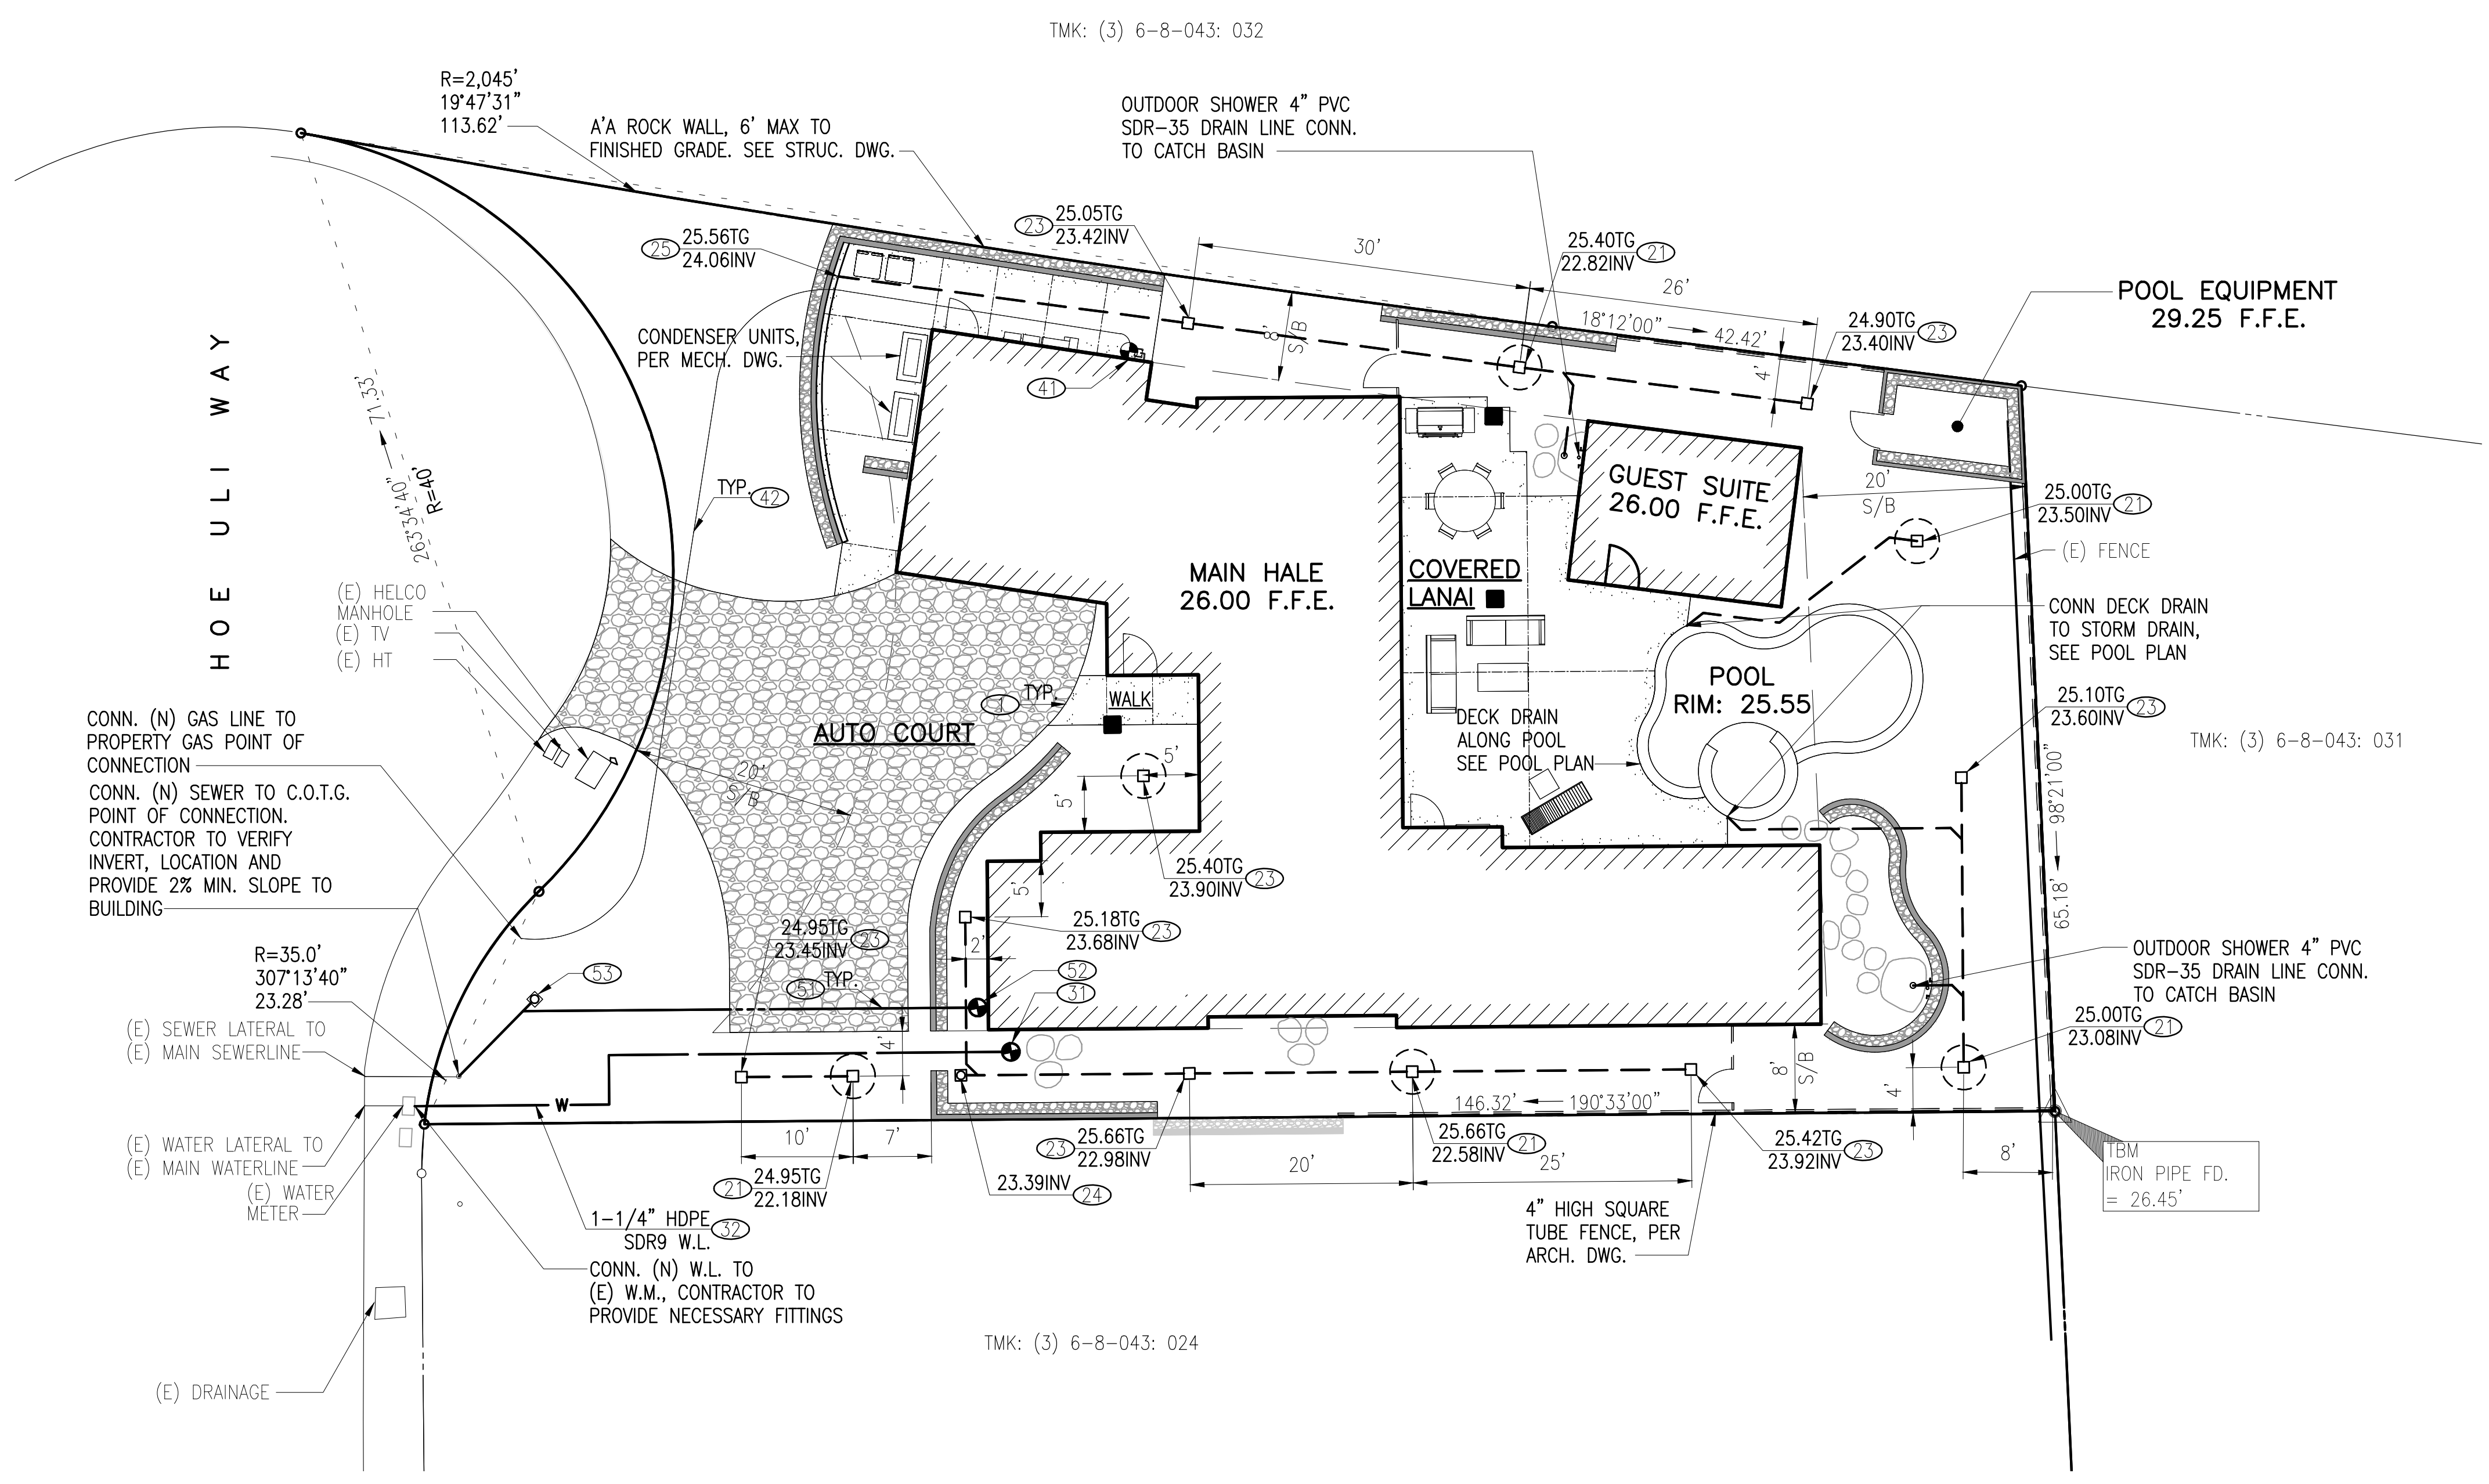 TMK: (3) 6-8-043: 032
R=2,045'
19°47'31"
113.62'
A'A ROCK WALL, 6' MAX TO
FINISHED GRADE. SEE STRUC. DWG.
OUTDOOR SHOWER 4" PVC
SDR-35 DRAIN LINE CONN.
TO CATCH BASIN
25
25.56TG
24.06INV
23
25.05TG
23.42INV
30'
25.40TG
22.82INV
21
26'
POOL EQUIPMENT
29.25 F.F.E.
18°12'00"
42.42'
24.90TG
23.40INV
23
8'
S/B
4'
CONDENSER UNITS,
PER MECH. DWG.
41
HOE ULI WAY
71.33'
263°34'40"
R=40'
TYP. 42
GUEST SUITE
26.00 F.F.E.
20'
S/B
25.00TG
23.50INV
21
(E) FENCE
MAIN HALE
26.00 F.F.E.
COVERED
LANAI
(E) HELCO
MANHOLE
(E) TV
(E) HT
CONN DECK DRAIN
TO STORM DRAIN,
SEE POOL PLAN
POOL
RIM: 25.55
1 TYP.
WALK
25.10TG
23.60INV
23
TMK: (3) 6-8-043: 031
CONN. (N) GAS LINE TO
PROPERTY GAS POINT OF
CONNECTION
AUTO COURT
DECK DRAIN
ALONG POOL
SEE POOL PLAN
98°21'00"
65.18'
20'
S/B
5'
5'
CONN. (N) SEWER TO C.O.T.G.
POINT OF CONNECTION.
CONTRACTOR TO VERIFY
INVERT, LOCATION AND
PROVIDE 2% MIN. SLOPE TO
BUILDING
25.40TG
23.90INV
23
5'
24.95TG
23.45INV
23
25.18TG
23.68INV
23
2'
R=35.0'
307°13'40"
23.28'
53
51 TYP.
52
31
OUTDOOR SHOWER 4" PVC
SDR-35 DRAIN LINE CONN.
TO CATCH BASIN
25.00TG
23.08INV
21
(E) SEWER LATERAL TO
(E) MAIN SEWERLINE
4'
8'
S/B
4'
W
146.32'
190°33'00"
(E) WATER LATERAL TO
(E) MAIN WATERLINE
(E) WATER
METER
10'
7'
23
25.66TG
22.98INV
25.66TG
22.58INV
21
25.42TG
23.92INV
23
20'
25'
8'
TBM
IRON PIPE FD.
= 26.45'
21
24.95TG
22.18INV
23.39INV
24
1-1/4" HDPE
SDR9 W.L.
32
4" HIGH SQUARE
TUBE FENCE, PER
ARCH. DWG.
CONN. (N) W.L. TO
(E) W.M., CONTRACTOR TO
PROVIDE NECESSARY FITTINGS
TMK: (3) 6-8-043: 024
(E) DRAINAGE